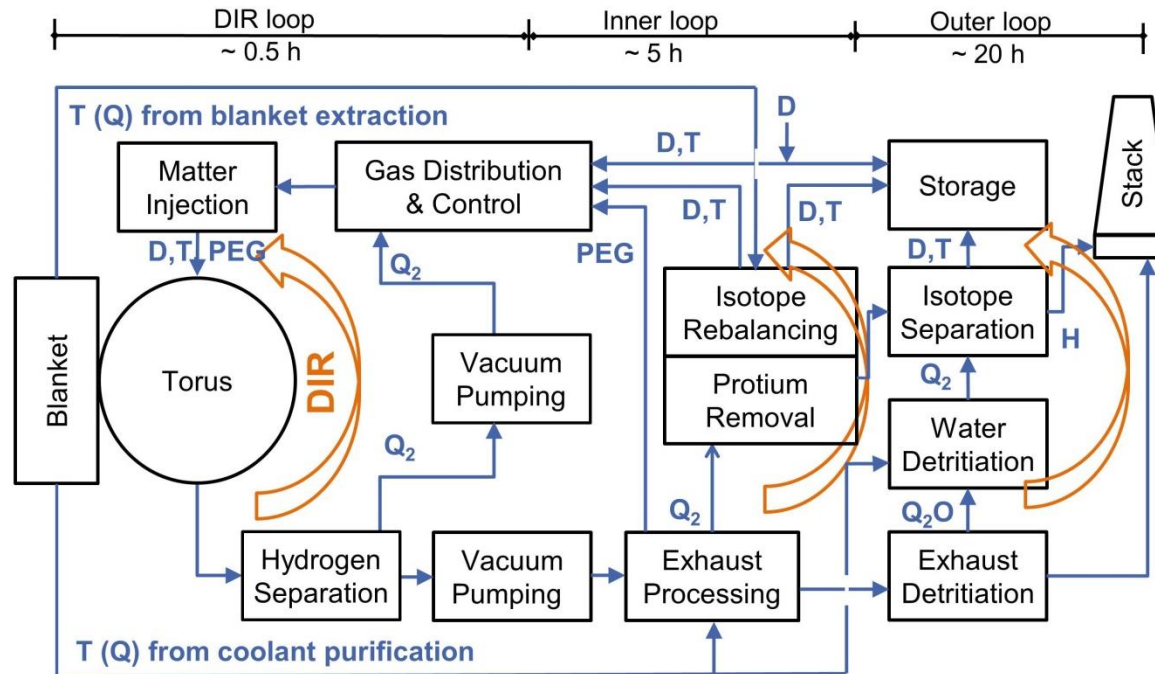 DIR loop
~ 0.5 h
Inner loop
~ 5 h
Outer loop
~ 20 h
T (Q) from blanket extraction
D
Matter
Injection
Gas Distribution
& Control
D,T
Storage
Stack
D,T
D,T
D,T PEG
Q2
PEG
D,T
Blanket
Torus
DIR
Vacuum
Pumping
Isotope
Rebalancing
Isotope
Separation
H
Protium
Removal
Q2
Water
Detritiation
Q2
Q2
Q2O
Hydrogen
Separation
Vacuum
Pumping
Exhaust
Processing
Exhaust
Detritiation
T (Q) from coolant purification